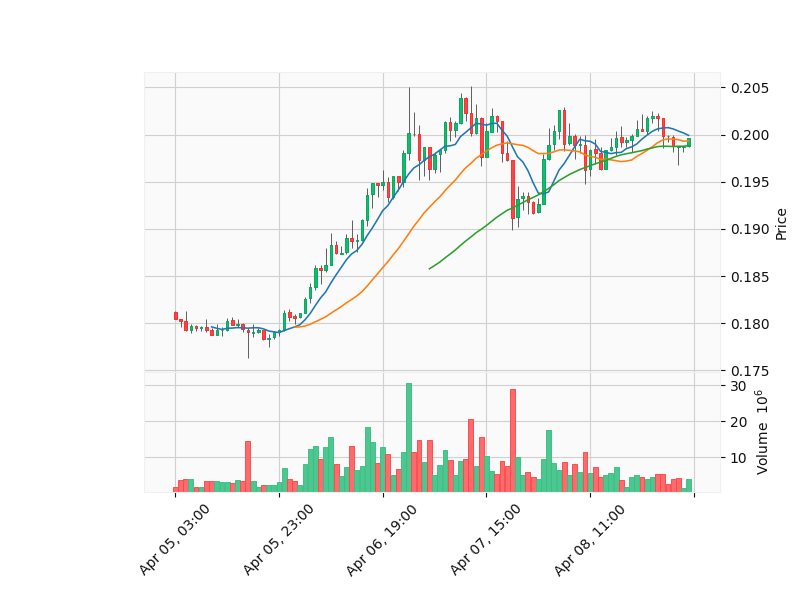 0.205
0.200
0.195
0.190
0.185
0.180
0.175
Price
30
20
10
Volume 10^6
Apr 05, 03:00
Apr 05, 23:00
Apr 06, 19:00
Apr 07, 15:00
Apr 08, 11:00